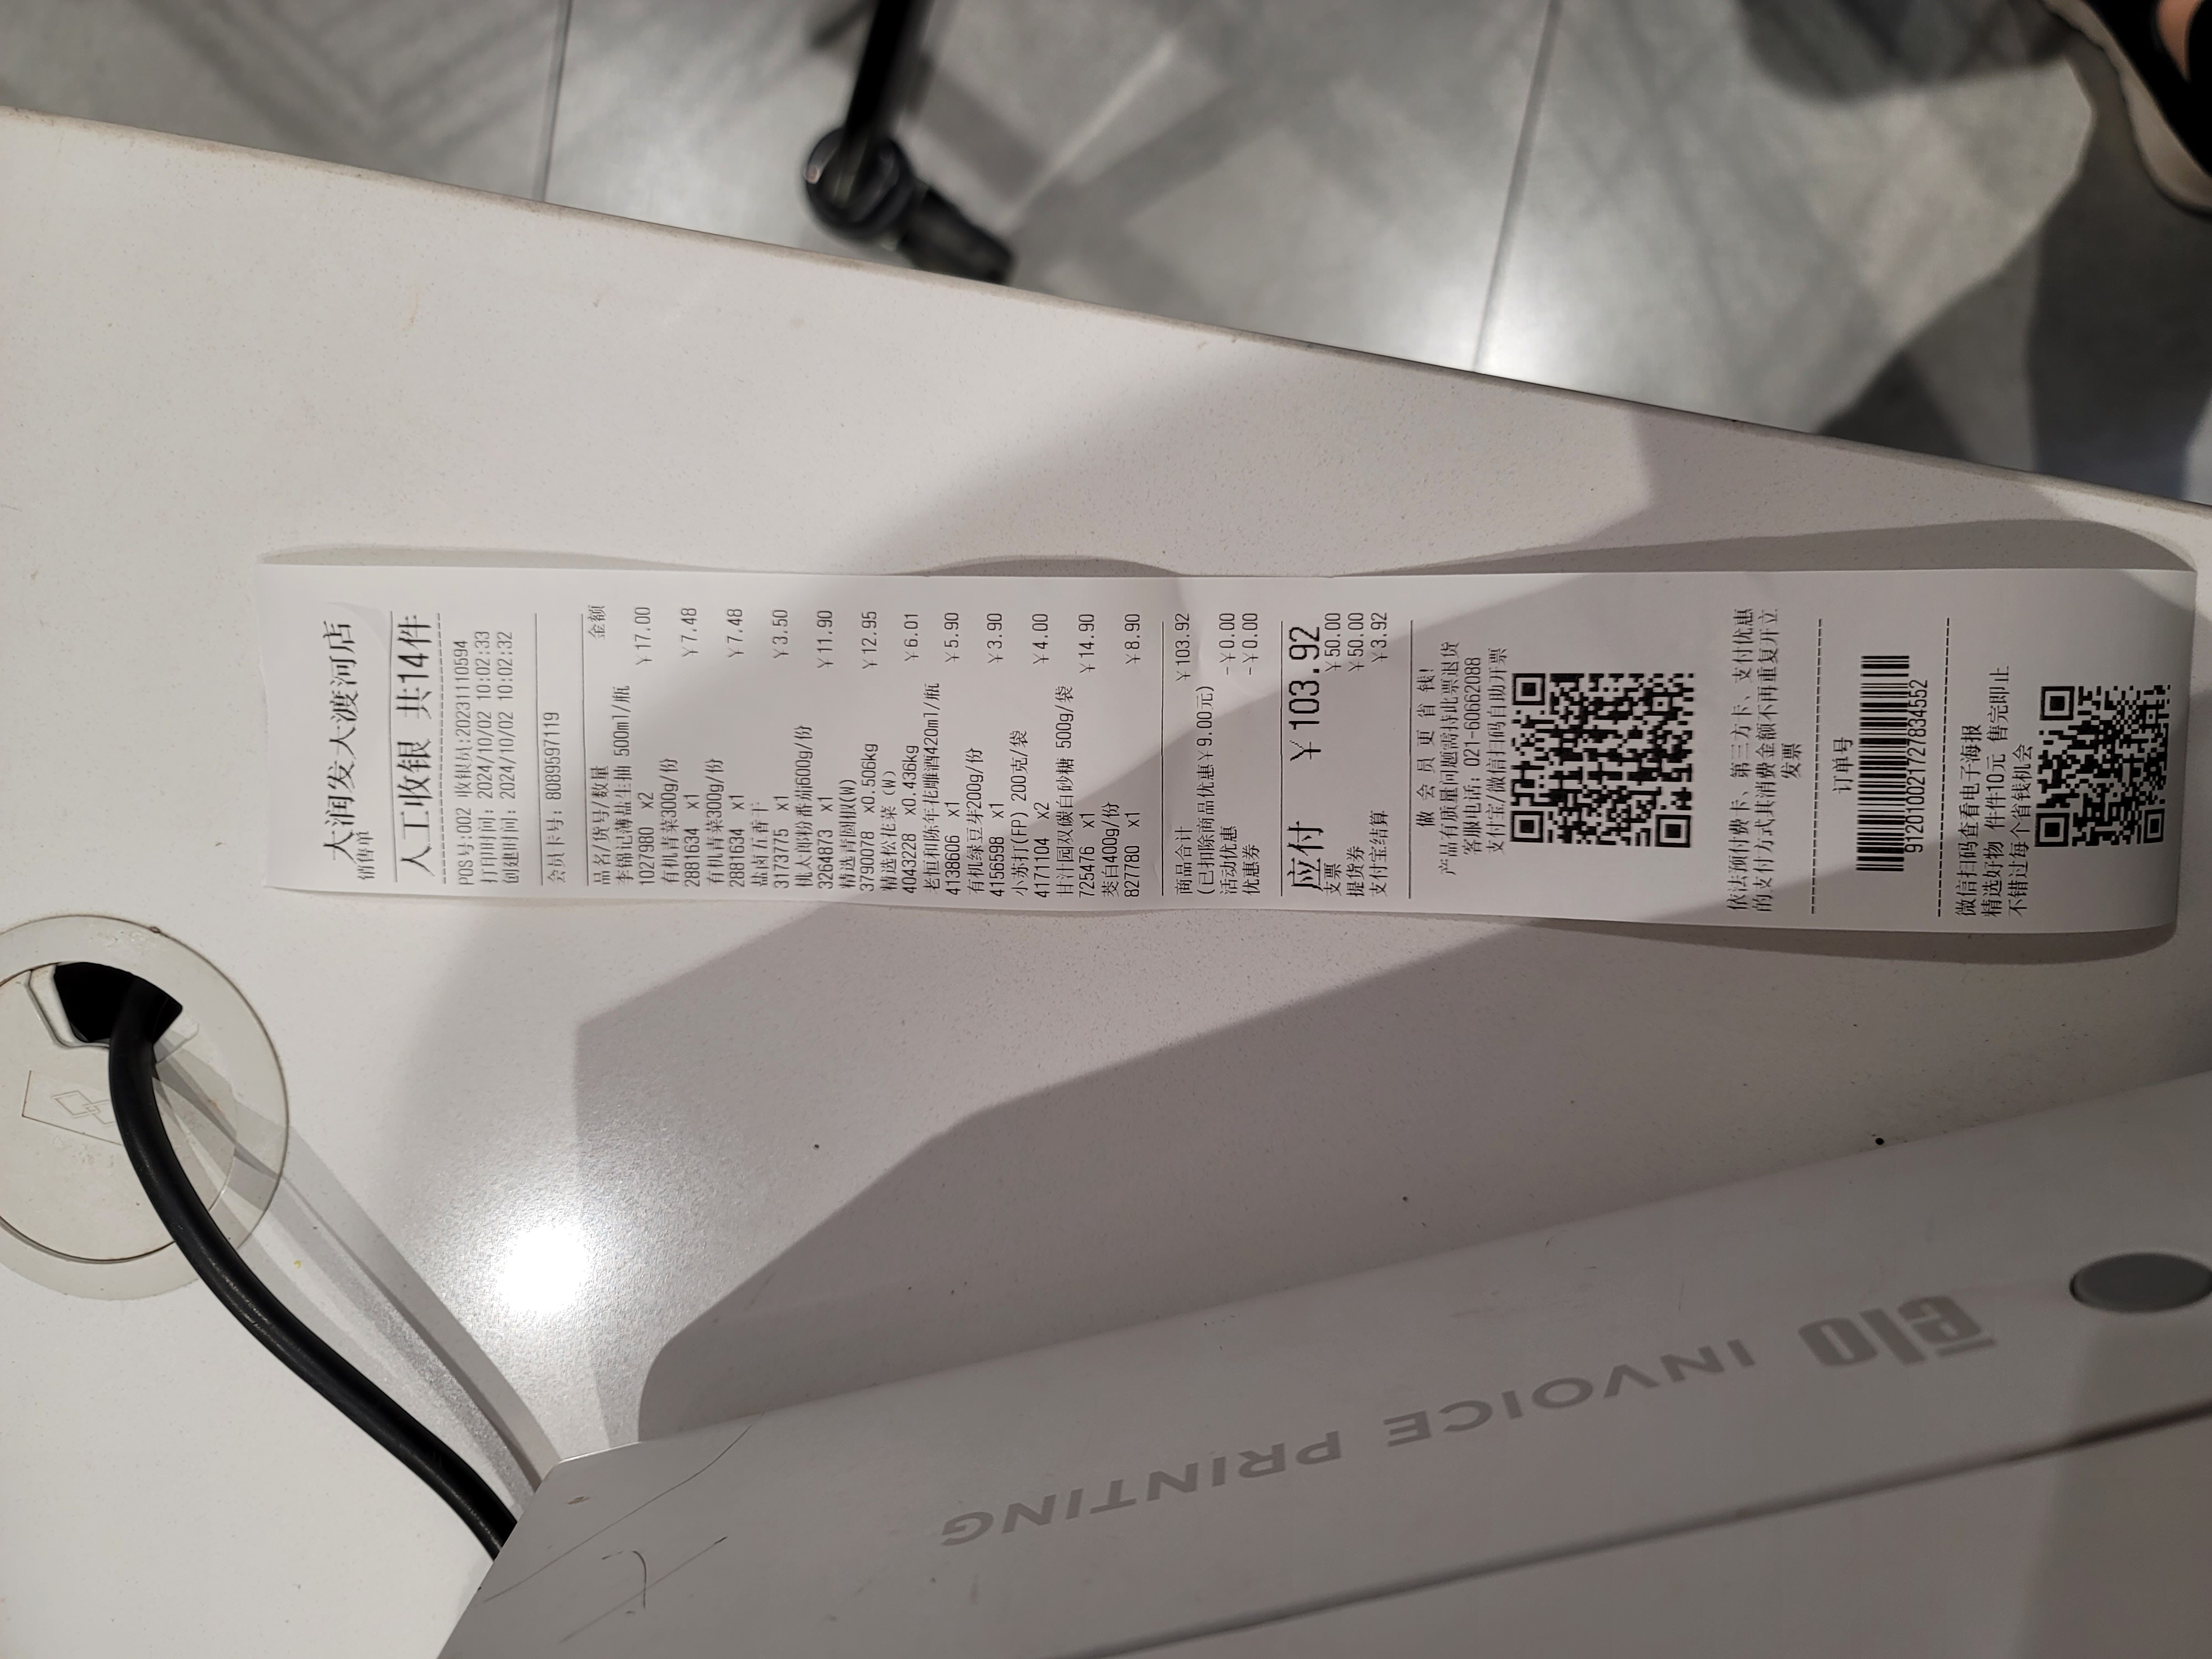 大润发大渡河店
销售单
人工收银 共14件
POS号:002 收银员:202311110594
打印时间: 2024/10/02 10:02:33
创建时间: 2024/10/02 10:02:32
会员卡号: 8089597119
品名/货号/数量 金额
李锦记薄盐生抽 500ml/瓶
1027980 x2 ￥17.00
有机青菜300g/份
2881634 x1 ￥7.48
有机青菜300g/份
2881634 x1 ￥7.48
盐卤五香干
3173775 x1 ￥3.50
桃太郎粉番茄600g/份
3264873 x1 ￥11.90
精选青圆椒(W)
3790078 x0.506kg ￥12.95
精选松花菜 (W)
4043228 x0.436kg ￥6.01
老恒和陈年花雕酒420ml/瓶
4138606 x1 ￥5.90
有机绿豆芽200g/份
4156598 x1 ￥3.90
小苏打(FP) 200克/袋
4171104 x2 ￥4.00
甘汁园双碳白砂糖 500g/袋
725476 x1 ￥14.90
茭白400g/份
827780 x1 ￥8.90
商品合计 ￥103.92
(已扣除商品优惠￥9.00元)
活动优惠 -￥0.00
优惠券 -￥0.00
应付 ￥103.92
支票 ￥50.00
提货券 ￥50.00
支付宝结算 ￥3.92
做 会 员 更 省 钱!
产品有质量问题需持此票退货
客服电话: 021-60662088
支付宝/微信扫码自助开票
依法预付费卡、第三方卡、支付优惠
的支付方式其消费金额不再重复开立
发票
订单号
912010021727834552
微信扫码查看电子海报
精选好物 件件10元 售完即止
不错过每个省钱机会
elo INVOICE PRINTING